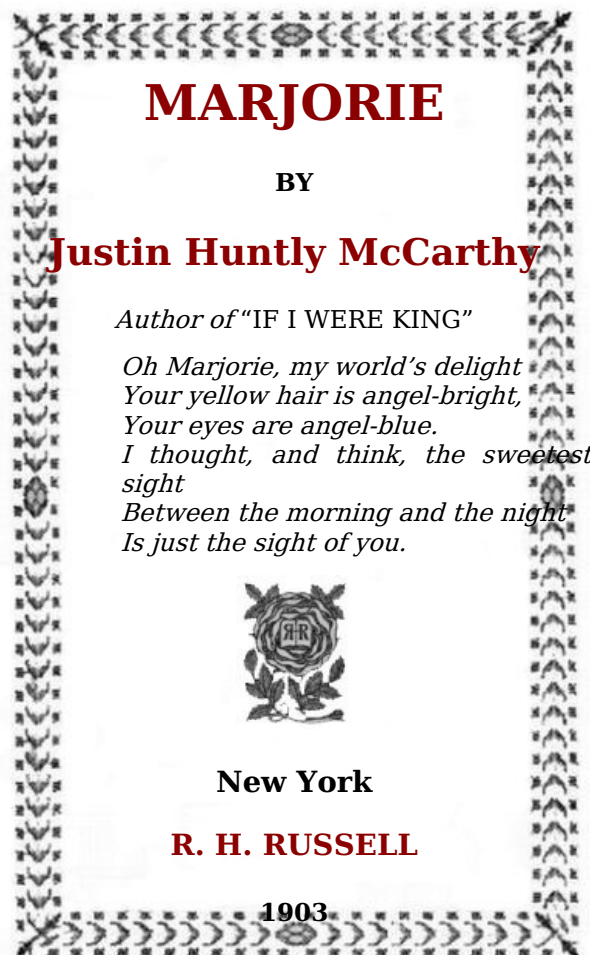 MARJORIE
BY
Justin Huntly McCarthy
Author of “IF I WERE KING”
Oh Marjorie, my world’s delight
Your yellow hair is angel-bright,
Your eyes are angel-blue.
I thought, and think, the sweetest
sight
Between the morning and the night
Is just the sight of you.
New York
R. H. RUSSELL
1903